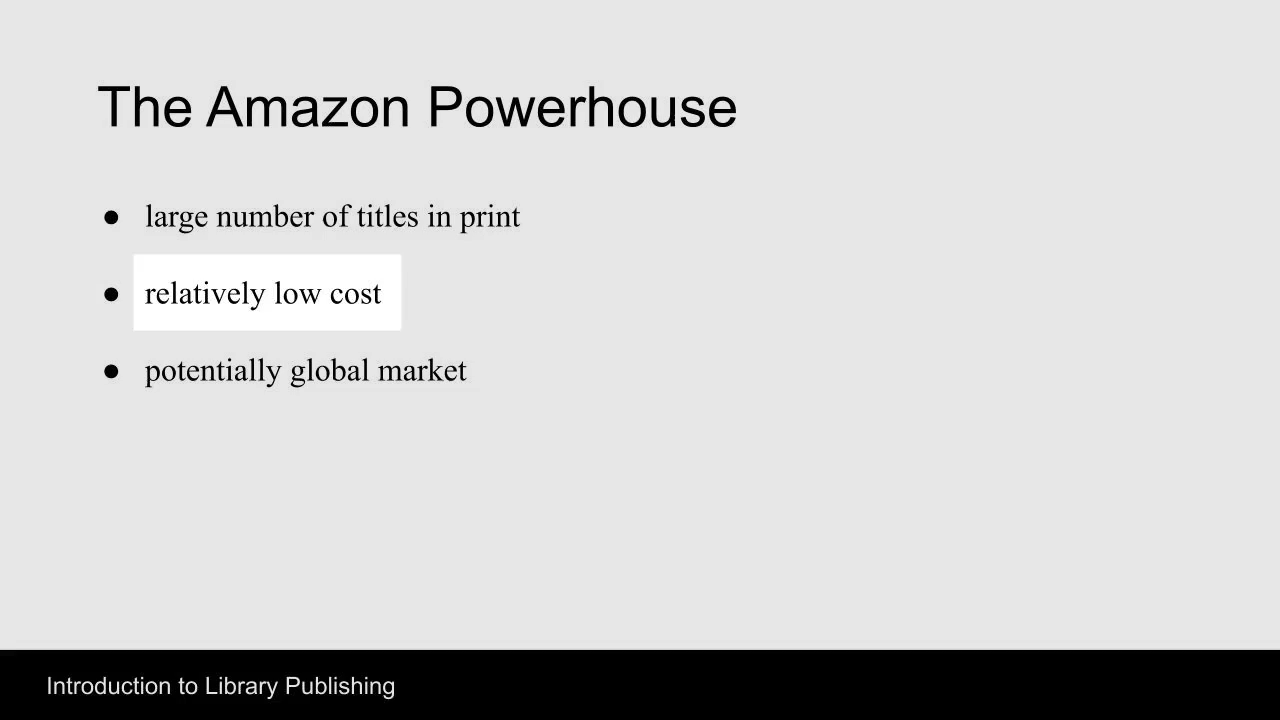 The Amazon Powerhouse
● large number of titles in print
● relatively low cost
● potentially global market
Introduction to Library Publishing